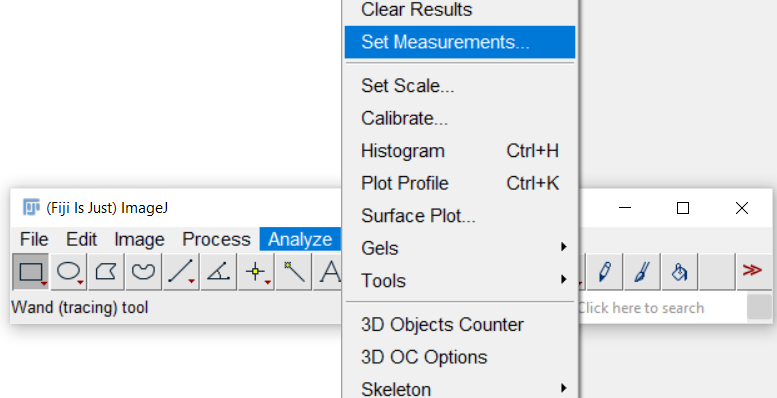 Clear Results
Set Measurements...
Set Scale...
Calibrate...
Histogram Ctrl+H
Plot Profile Ctrl+K
Surface Plot...
Gels
Tools
3D Objects Counter
3D OC Options
Skeleton
(Fiji Is Just) ImageJ
File Edit Image Process Analyze
A
Wand (tracing) tool
Click here to search